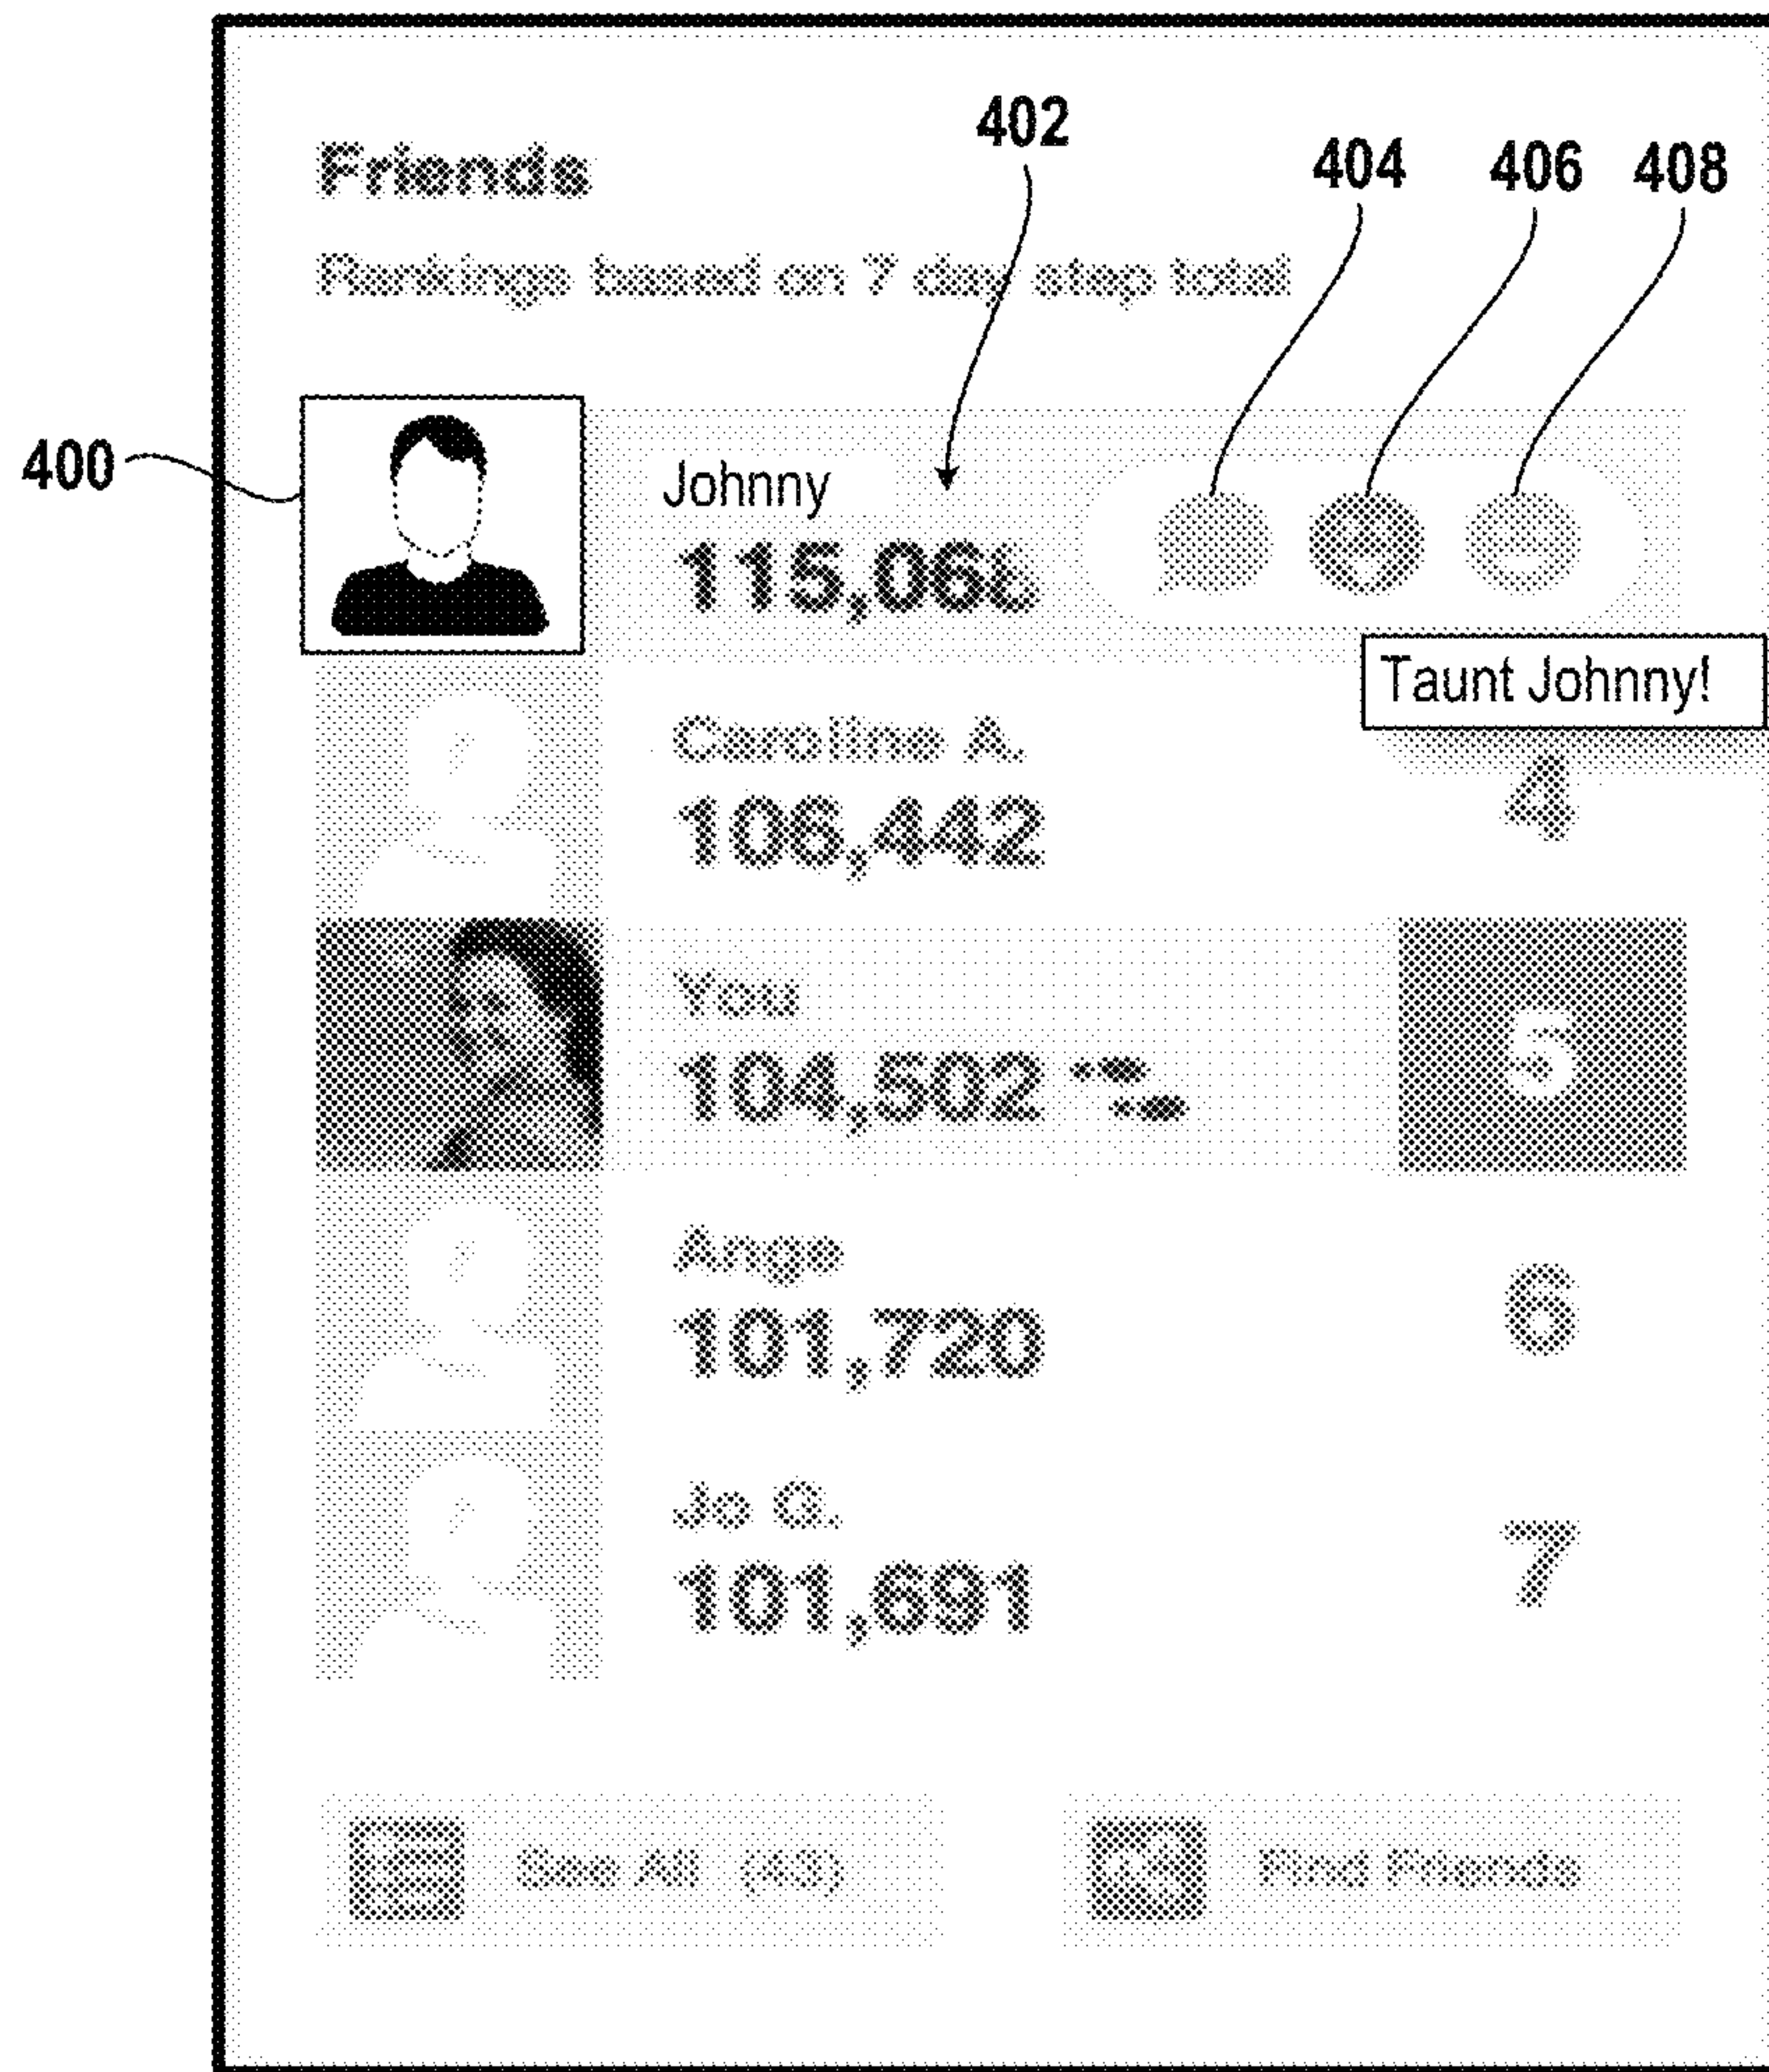 402
404 406 408
Friends
Rankings based on 7 day step total
400
Johnny
Taunt Johnny!
Caroline A.
106,442 4
You
104,502 5
Ange
101,720 6
Jo G.
101,691 7
See All (43) Find Friends